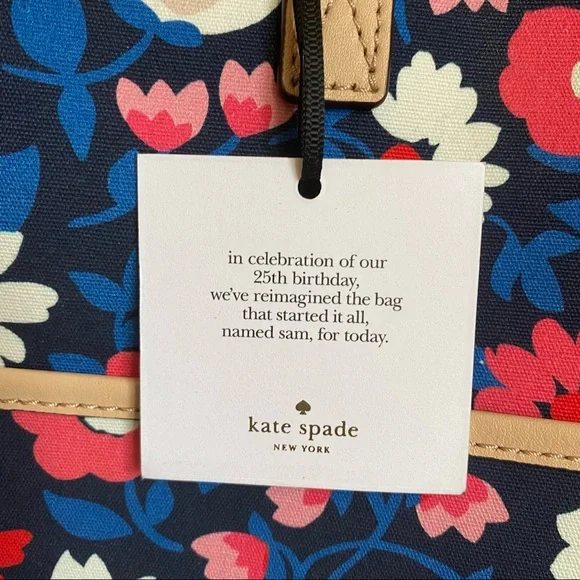 in celebration of our
25th birthday,
we've reimagined the bag
that started it all,
named sam, for today.
kate spade
NEW YORK